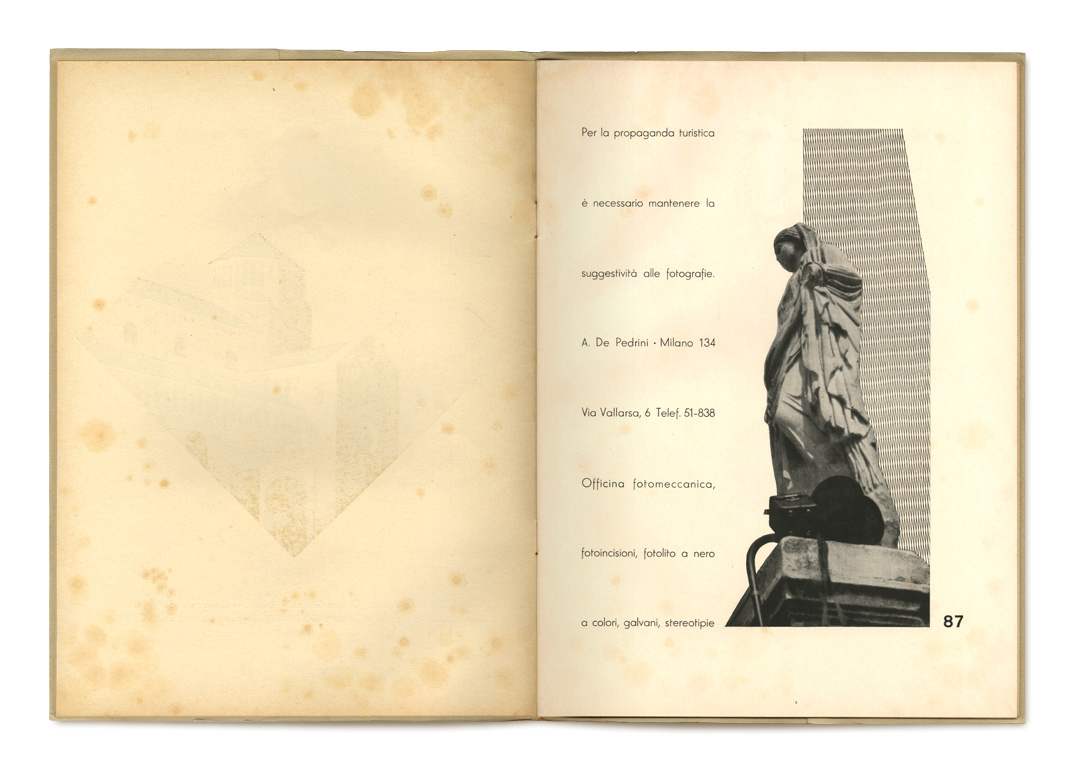 Per la propaganda turistica
è necessario mantenere la
suggestività alle fotografie.
A. De Pedrini · Milano 134
Via Vallarsa, 6 Telef. 51-838
Officina fotomeccanica,
fotoincisioni, fotolito a nero
a colori, galvani, stereotipie
87